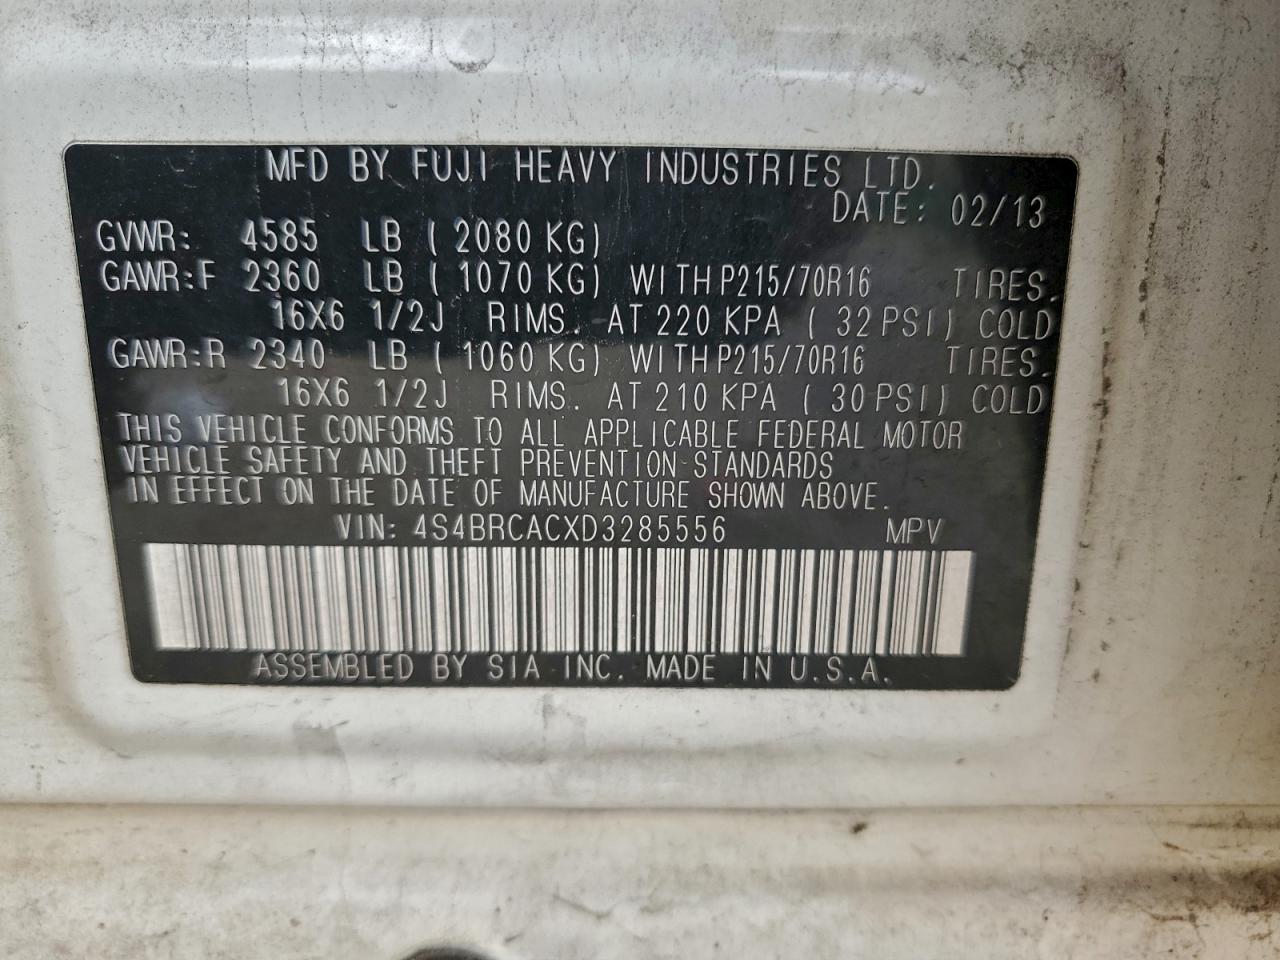 MFD BY FUJI HEAVY INDUSTRIES LTD.
DATE: 02/13
GVWR: 4585 LB ( 2080 KG)
GAWR:F 2360 LB ( 1070 KG) WITH P215/70R16 TIRES.
16X6 1/2J RIMS. AT 220 KPA ( 32 PSI) COLD
GAWR:R 2340 LB ( 1060 KG) WITH P215/70R16 TIRES.
16X6 1/2J RIMS. AT 210 KPA ( 30 PSI) COLD
THIS VEHICLE CONFORMS TO ALL APPLICABLE FEDERAL MOTOR
VEHICLE SAFETY AND THEFT PREVENTION STANDARDS
IN EFFECT ON THE DATE OF MANUFACTURE SHOWN ABOVE.
VIN: 4S4BRCACXD3285556 MPV
ASSEMBLED BY SIA INC. MADE IN U.S.A.